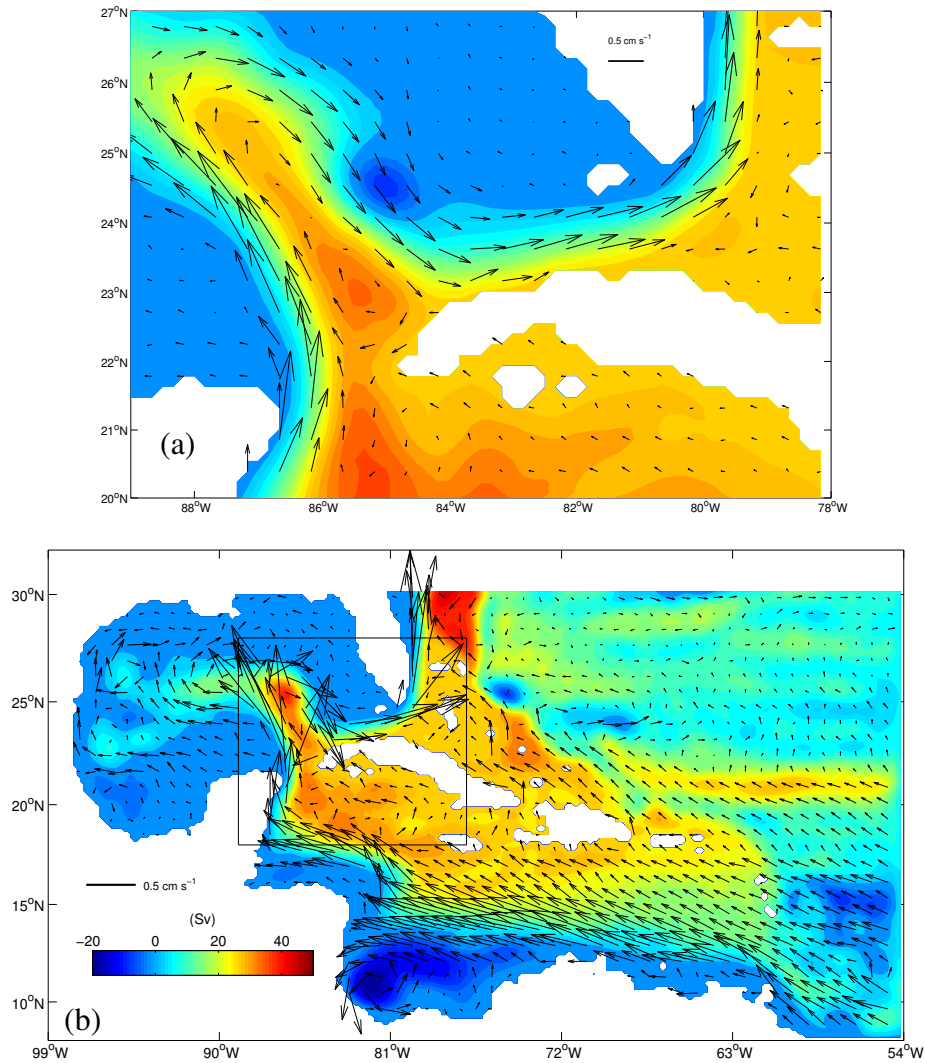 27°N
26°N
25°N
24°N
23°N
22°N
21°N
20°N
0.5 cm s⁻¹
(a)
88°W 86°W 84°W 82°W 80°W 78°W
30°N
25°N
20°N
15°N
10°N
0.5 cm s⁻¹
(Sv)
−20 0 20 40
(b)
99°W 90°W 81°W 72°W 63°W 54°W